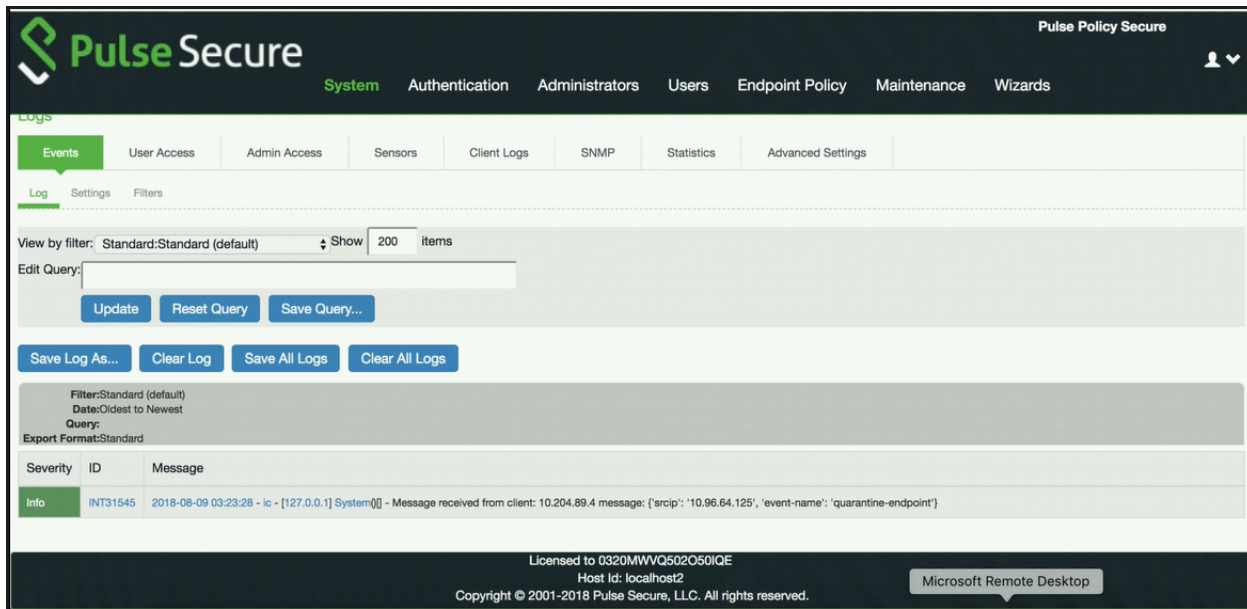 Pulse Policy Secure
Pulse Secure
System Authentication Administrators Users Endpoint Policy Maintenance Wizards
Logs
Events User Access Admin Access Sensors Client Logs SNMP Statistics Advanced Settings
Log Settings Filters
View by filter: Standard:Standard (default) Show 200 items
Edit Query:
Update Reset Query Save Query...
Save Log As... Clear Log Save All Logs Clear All Logs
Filter:Standard (default)
Date:Oldest to Newest
Query:
Export Format:Standard
Severity ID Message
Info INT31545 2018-08-09 03:23:28 - ic - [127.0.0.1] System()[] - Message received from client: 10.204.89.4 message: {'srcip': '10.96.64.125', 'event-name': 'quarantine-endpoint'}
Licensed to 0320MWVQ502O50IQE
Host Id: localhost2
Copyright © 2001-2018 Pulse Secure, LLC. All rights reserved.
Microsoft Remote Desktop